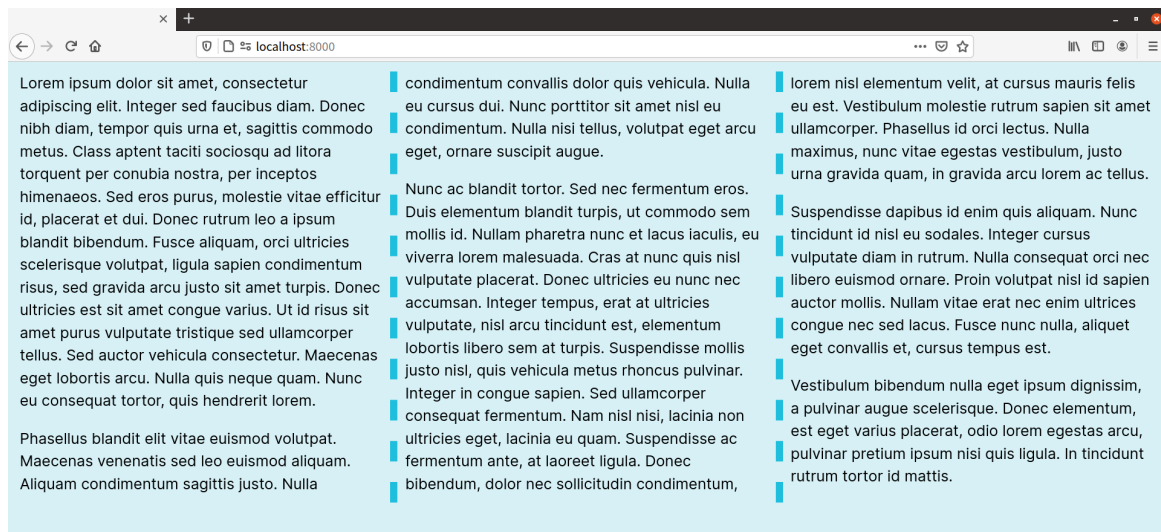 localhost:8000
Lorem ipsum dolor sit amet, consectetur
adipiscing elit. Integer sed faucibus diam. Donec
nibh diam, tempor quis urna et, sagittis commodo
metus. Class aptent taciti sociosqu ad litora
torquent per conubia nostra, per inceptos
himenaeos. Sed eros purus, molestie vitae efficitur
id, placerat et dui. Donec rutrum leo a ipsum
blandit bibendum. Fusce aliquam, orci ultricies
scelerisque volutpat, ligula sapien condimentum
risus, sed gravida arcu justo sit amet turpis. Donec
ultricies est sit amet congue varius. Ut id risus sit
amet purus vulputate tristique sed ullamcorper
tellus. Sed auctor vehicula consectetur. Maecenas
eget lobortis arcu. Nulla quis neque quam. Nunc
eu consequat tortor, quis hendrerit lorem.
Phasellus blandit elit vitae euismod volutpat.
Maecenas venenatis sed leo euismod aliquam.
Aliquam condimentum sagittis justo. Nulla
condimentum convallis dolor quis vehicula. Nulla
eu cursus dui. Nunc porttitor sit amet nisl eu
condimentum. Nulla nisi tellus, volutpat eget arcu
eget, ornare suscipit augue.
Nunc ac blandit tortor. Sed nec fermentum eros.
Duis elementum blandit turpis, ut commodo sem
mollis id. Nullam pharetra nunc et lacus iaculis, eu
viverra lorem malesuada. Cras at nunc quis nisl
vulputate placerat. Donec ultricies eu nunc nec
accumsan. Integer tempus, erat at ultricies
vulputate, nisl arcu tincidunt est, elementum
lobortis libero sem at turpis. Suspendisse mollis
justo nisl, quis vehicula metus rhoncus pulvinar.
Integer in congue sapien. Sed ullamcorper
consequat fermentum. Nam nisl nisi, lacinia non
ultricies eget, lacinia eu quam. Suspendisse ac
fermentum ante, at laoreet ligula. Donec
bibendum, dolor nec sollicitudin condimentum,
lorem nisl elementum velit, at cursus mauris felis
eu est. Vestibulum molestie rutrum sapien sit amet
ullamcorper. Phasellus id orci lectus. Nulla
maximus, nunc vitae egestas vestibulum, justo
urna gravida quam, in gravida arcu lorem ac tellus.
Suspendisse dapibus id enim quis aliquam. Nunc
tincidunt id nisl eu sodales. Integer cursus
vulputate diam in rutrum. Nulla consequat orci nec
libero euismod ornare. Proin volutpat nisl id sapien
auctor mollis. Nullam vitae erat nec enim ultrices
congue nec sed lacus. Fusce nunc nulla, aliquet
eget convallis et, cursus tempus est.
Vestibulum bibendum nulla eget ipsum dignissim,
a pulvinar augue scelerisque. Donec elementum,
est eget varius placerat, odio lorem egestas arcu,
pulvinar pretium ipsum nisi quis ligula. In tincidunt
rutrum tortor id mattis.